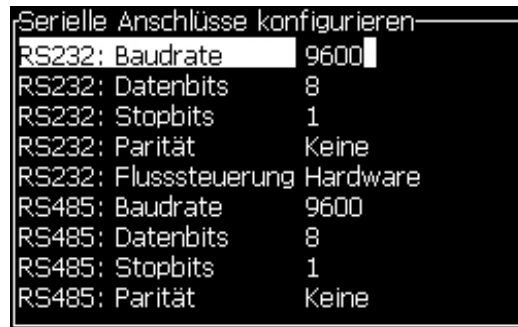 Serielle Anschlüsse konfigurieren
RS232: Baudrate 9600
RS232: Datenbits 8
RS232: Stopbits 1
RS232: Parität Keine
RS232: Flusssteuerung Hardware
RS485: Baudrate 9600
RS485: Datenbits 8
RS485: Stopbits 1
RS485: Parität Keine